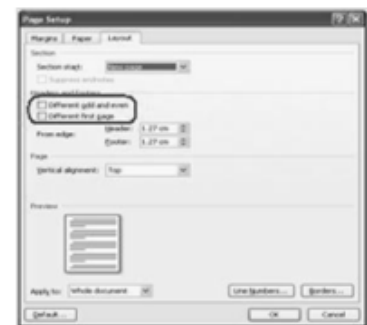 Page Setup
Margins Paper Layout
Section
Section start: New page
Suppress endnotes
Headers and footers
Different odd and even
Different first page
From edge: Header: 1.27 cm
Footer: 1.27 cm
Page
Vertical alignment: Top
Preview
Apply to: Whole document
Line Numbers... Borders...
Default... OK Cancel